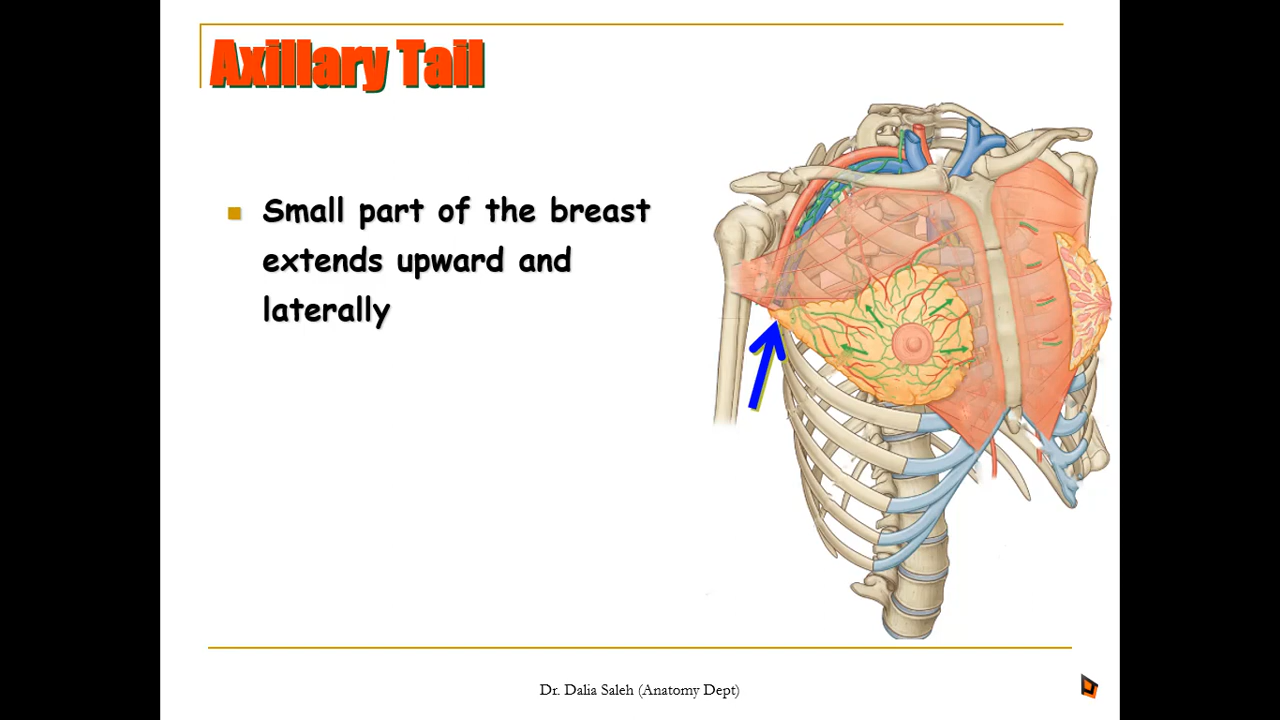 Axillary Tail
Small part of the breast
extends upward and
laterally
Dr. Dalia Saleh (Anatomy Dept)